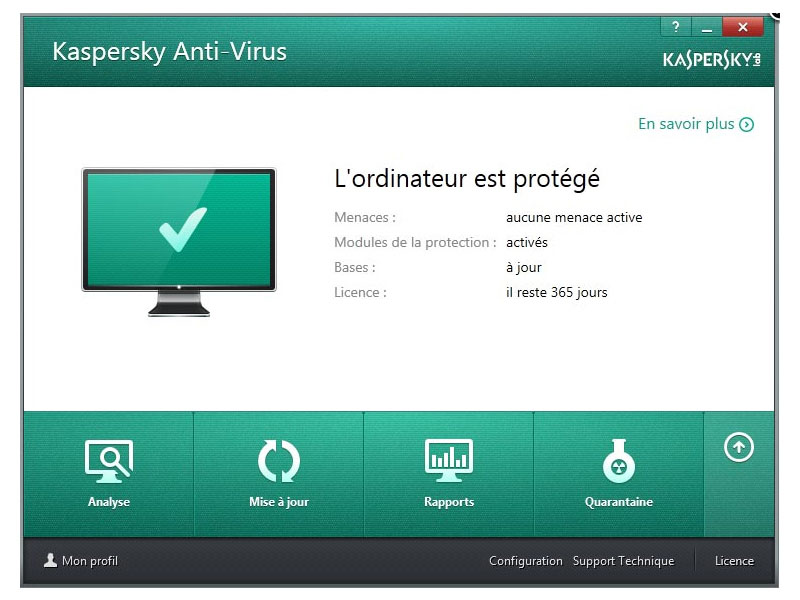 Kaspersky Anti-Virus
?
KASPERSKY lab
En savoir plus
L'ordinateur est protégé
Menaces : aucune menace active
Modules de la protection : activés
Bases : à jour
Licence : il reste 365 jours
Analyse
Mise à jour
Rapports
Quarantaine
Mon profil
Configuration
Support Technique
Licence